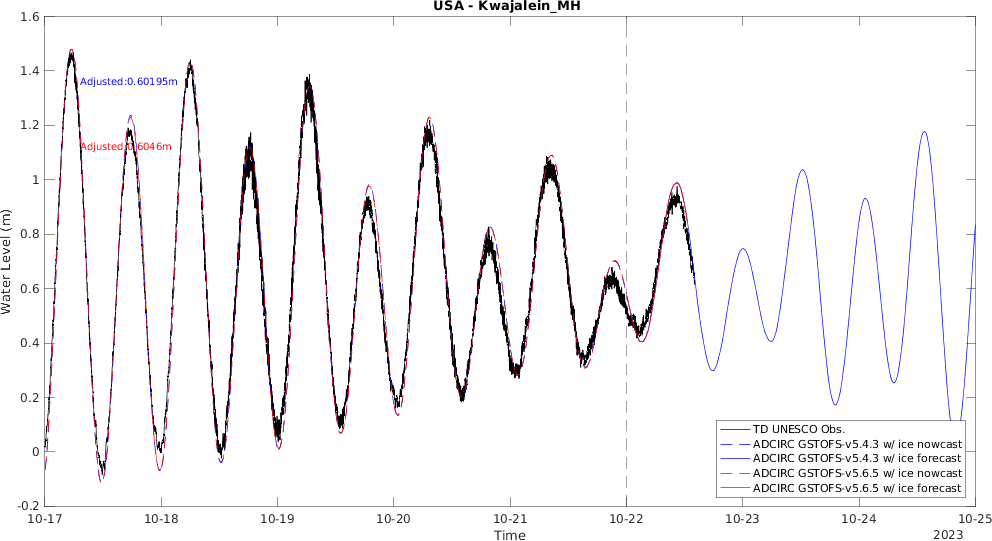 USA - Kwajalein_MH
1.6
1.4
1.2
1
0.8
0.6
0.4
0.2
0
-0.2
Water Level (m)
Adjusted:0.60195m
Adjusted:0.6046m
TD UNESCO Obs.
ADCIRC GSTOFS-v5.4.3 w/ ice nowcast
ADCIRC GSTOFS-v5.4.3 w/ ice forecast
ADCIRC GSTOFS-v5.6.5 w/ ice nowcast
ADCIRC GSTOFS-v5.6.5 w/ ice forecast
10-17 10-18 10-19 10-20 10-21 10-22 10-23 10-24 10-25
Time
2023